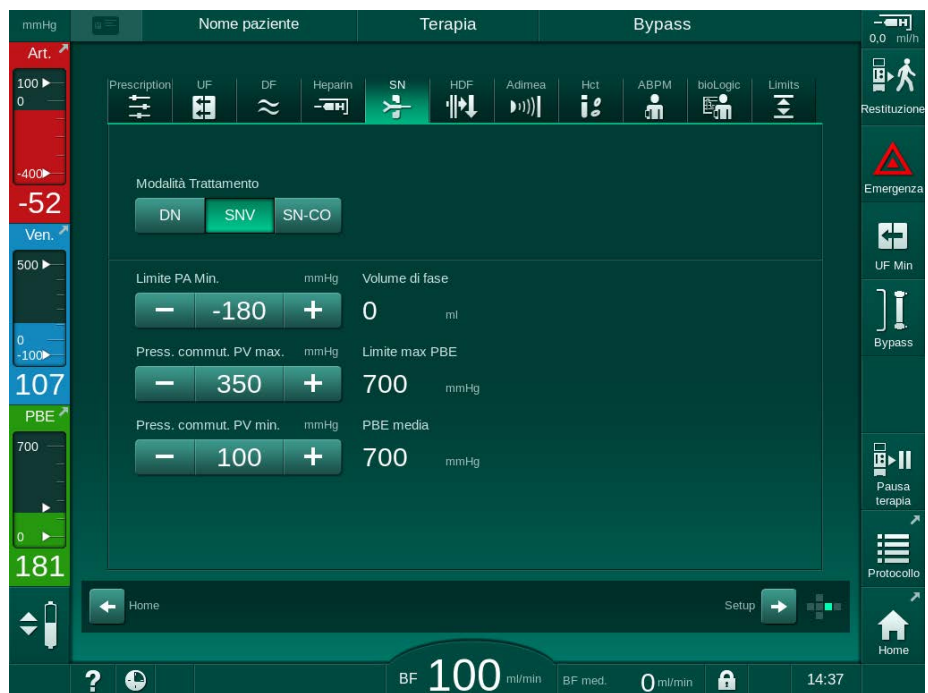 mmHg
Nome paziente
Terapia
Bypass
0,0 ml/h
Art.
100
0
-400
-52
Ven.
500
0
-100
107
PBE
700
0
181
Prescription
UF
DF
Heparin
SN
HDF
Adimea
Hct
ABPM
bioLogic
Limits
Modalità Trattamento
DN
SNV
SN-CO
Limite PA Min. mmHg
Volume di fase
− -180 +
0 ml
Press. commut. PV max. mmHg
Limite max PBE
− 350 +
700 mmHg
Press. commut. PV min. mmHg
PBE media
− 100 +
700 mmHg
Home
Setup
Restituzione
Emergenza
UF Min
Bypass
Pausa
terapia
Protocollo
Home
?
BF 100 ml/min
BF med. 0 ml/min
14:37